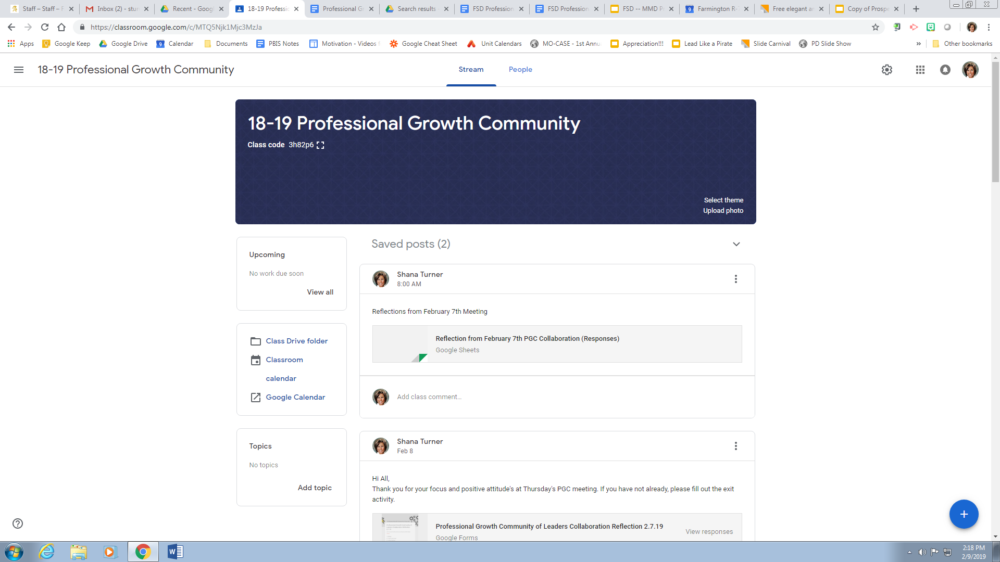 Staff – Staff – F
Inbox (2) - stur
Recent - Googl
18-19 Professio
Professional Gr
Search results -
FSD Profession
FSD Profession
FSD -- MMD P
Farmington R-7
Free elegant an
Copy of Prospe
https://classroom.google.com/c/MTQ5Njk1Mjc3MzJa
Apps
Google Keep
Google Drive
Calendar
Documents
PBIS Notes
Motivation - Videos f
Google Cheat Sheet
Unit Calendars
MO-CASE - 1st Annu
Appreciation!!!
Lead Like a Pirate
Slide Carnival
PD Slide Show
»
Other bookmarks
18-19 Professional Growth Community
Stream
People
18-19 Professional Growth Community
Class code 3h82p6
Select theme
Upload photo
Upcoming
No work due soon
View all
Class Drive folder
Classroom
calendar
Google Calendar
Topics
No topics
Add topic
Saved posts (2)
Shana Turner
8:00 AM
Reflections from February 7th Meeting
Reflection from February 7th PGC Collaboration (Responses)
Google Sheets
Add class comment...
Shana Turner
Feb 8
Hi All,
Thank you for your focus and positive attitude's at Thursday's PGC meeting. If you have not already, please fill out the exit
activity.
Professional Growth Community of Leaders Collaboration Reflection 2.7.19
Google Forms
View responses
2:18 PM
2/9/2019